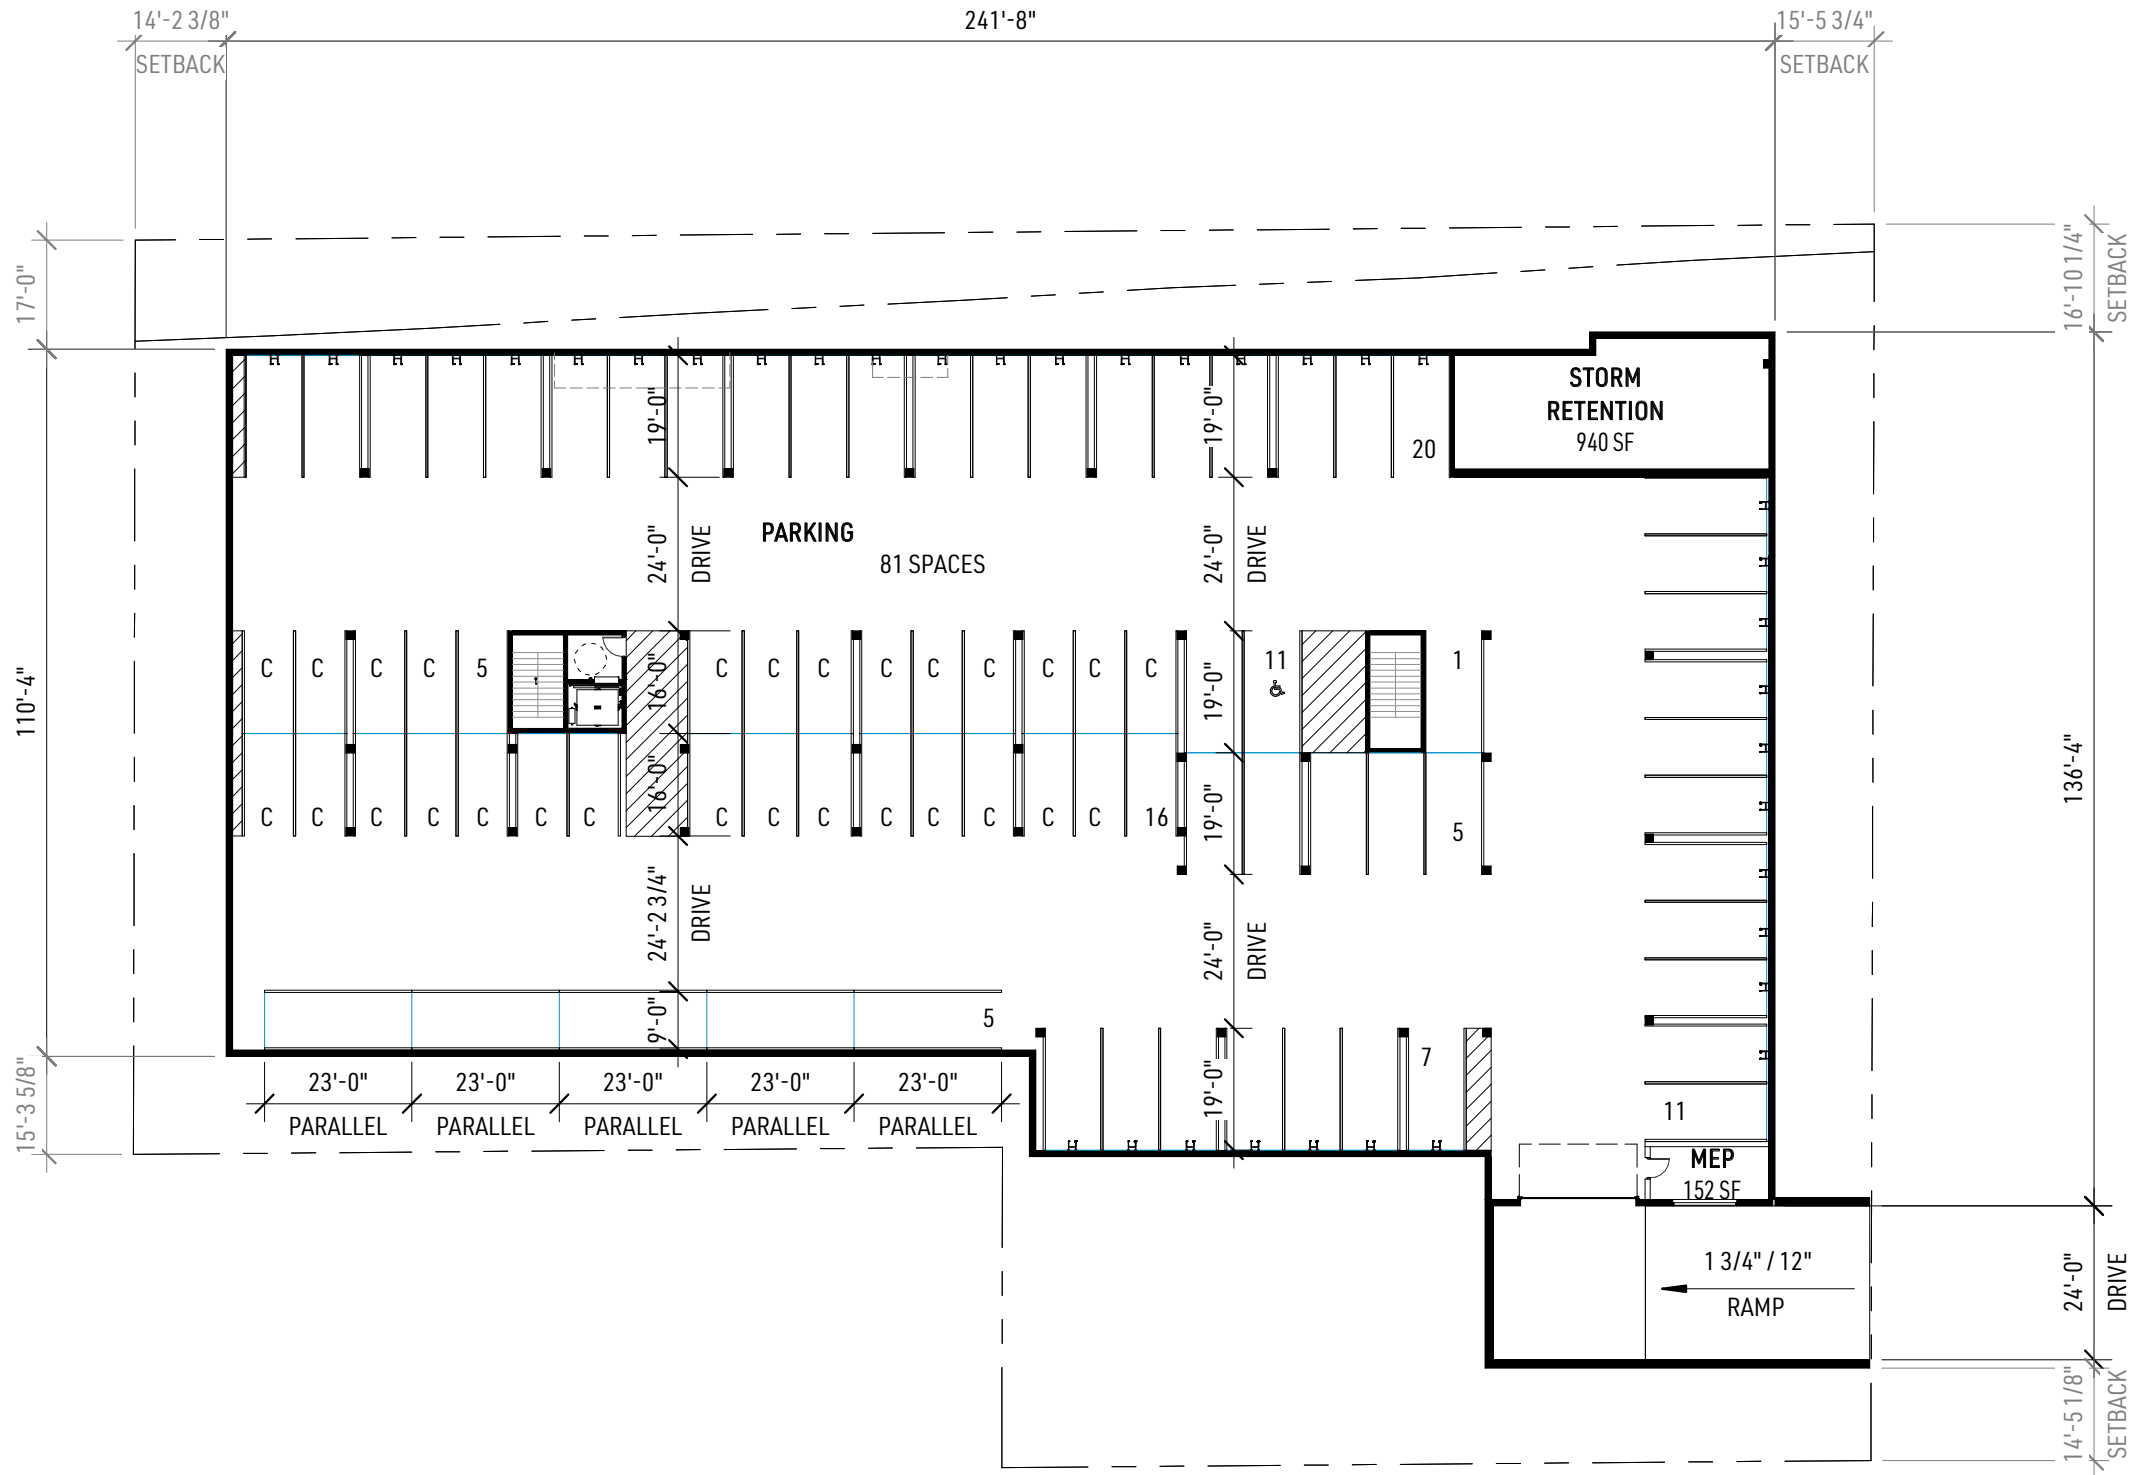 14'-2 3/8"
241'-8"
15'-5 3/4"
SETBACK
SETBACK
17'-0"
16'-10 1/4"
SETBACK
H H H H H H H H H H H H H H H H H H H H
19'-0"
19'-0"
20
STORM
RETENTION
940 SF
24'-0"
DRIVE
PARKING
81 SPACES
24'-0"
DRIVE
H
H
H
H
H
H
H
H
H
H
H
110'-4"
136'-4"
C C C C 5
16'-0"
C C C C C C C C C
19'-0"
11
1
C C C C C C C
16'-0"
C C C C C C C C 16
19'-0"
5
24'-2 3/4"
DRIVE
24'-0"
DRIVE
9'-0"
5
7
19'-0"
H H H H H H H
11
15'-3 5/8"
23'-0" 23'-0" 23'-0" 23'-0" 23'-0"
PARALLEL PARALLEL PARALLEL PARALLEL PARALLEL
MEP
152 SF
1 3/4" / 12"
RAMP
24'-0"
DRIVE
14'-5 1/8"
SETBACK